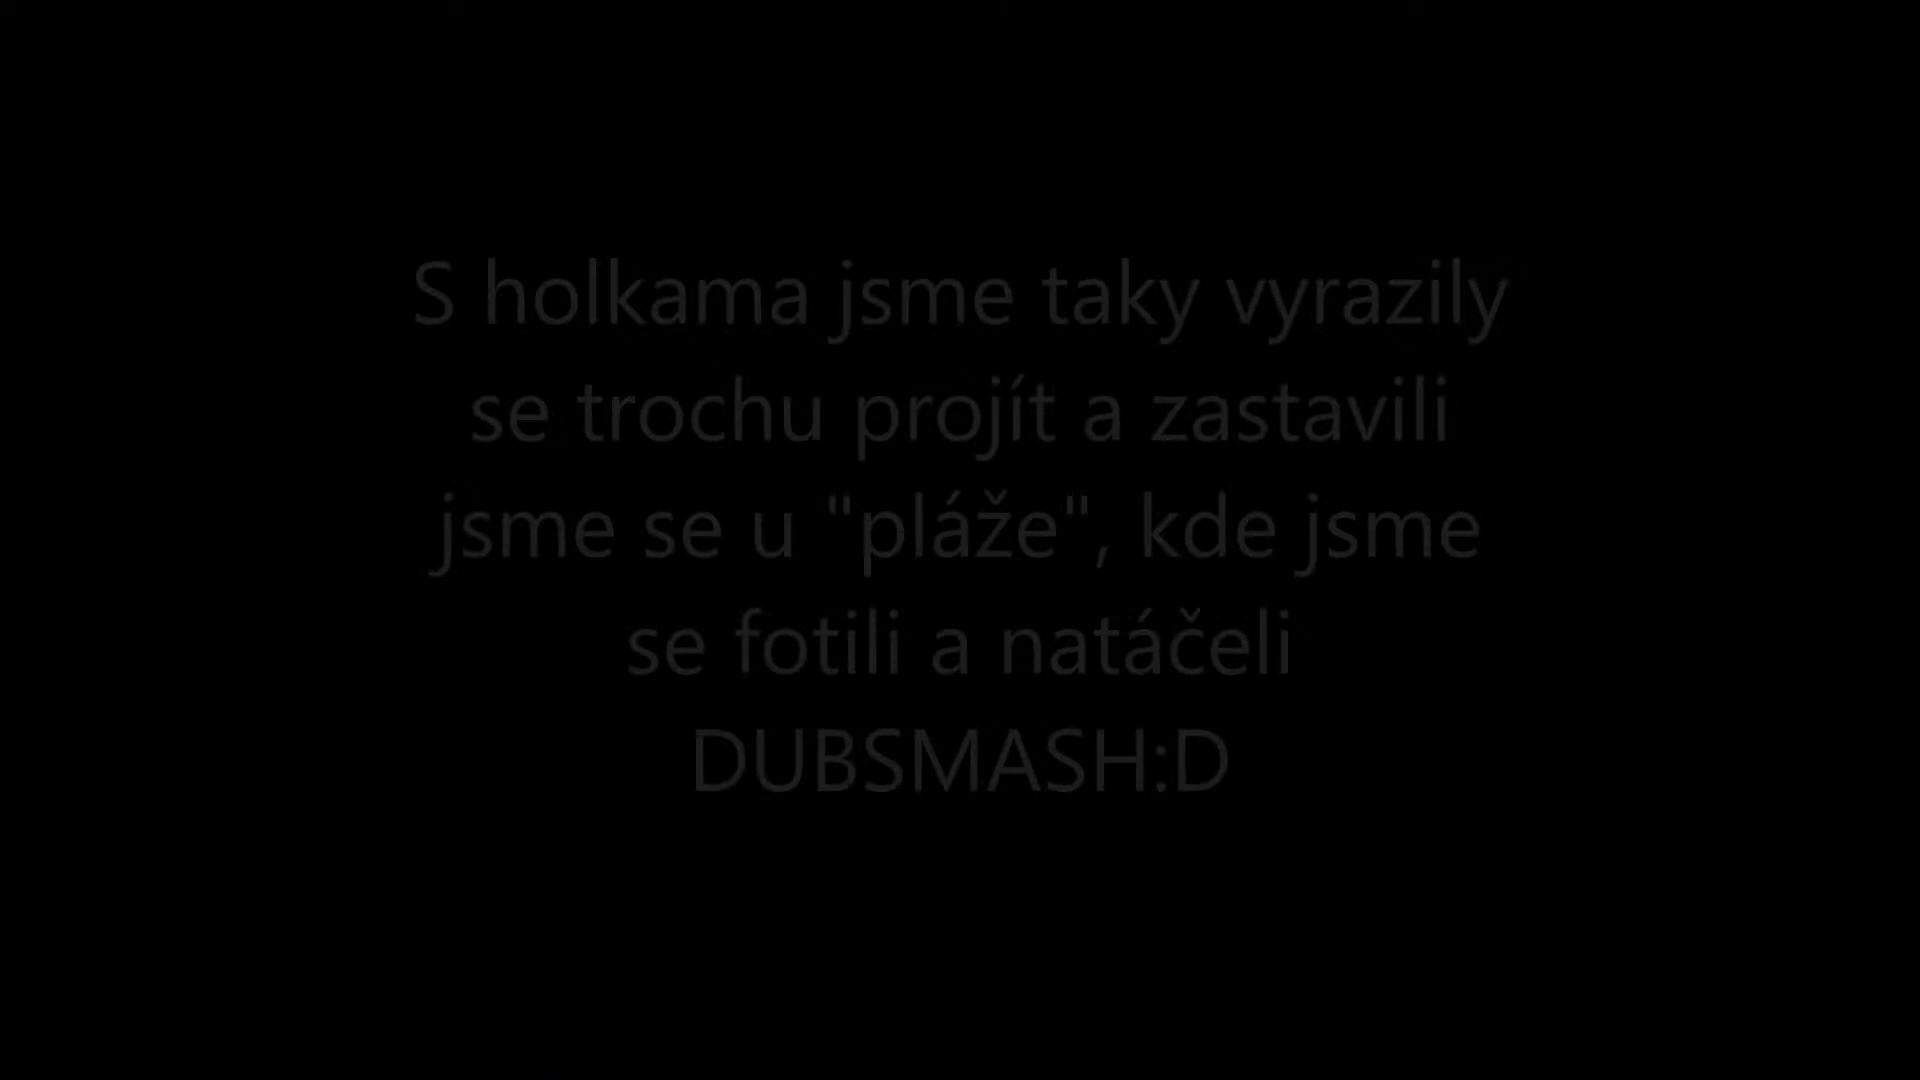 S holkama jsme taky vyrazily
se trochu projít a zastavili
jsme se u "pláže", kde jsme
se fotili a natáčeli
DUBSMASH:D